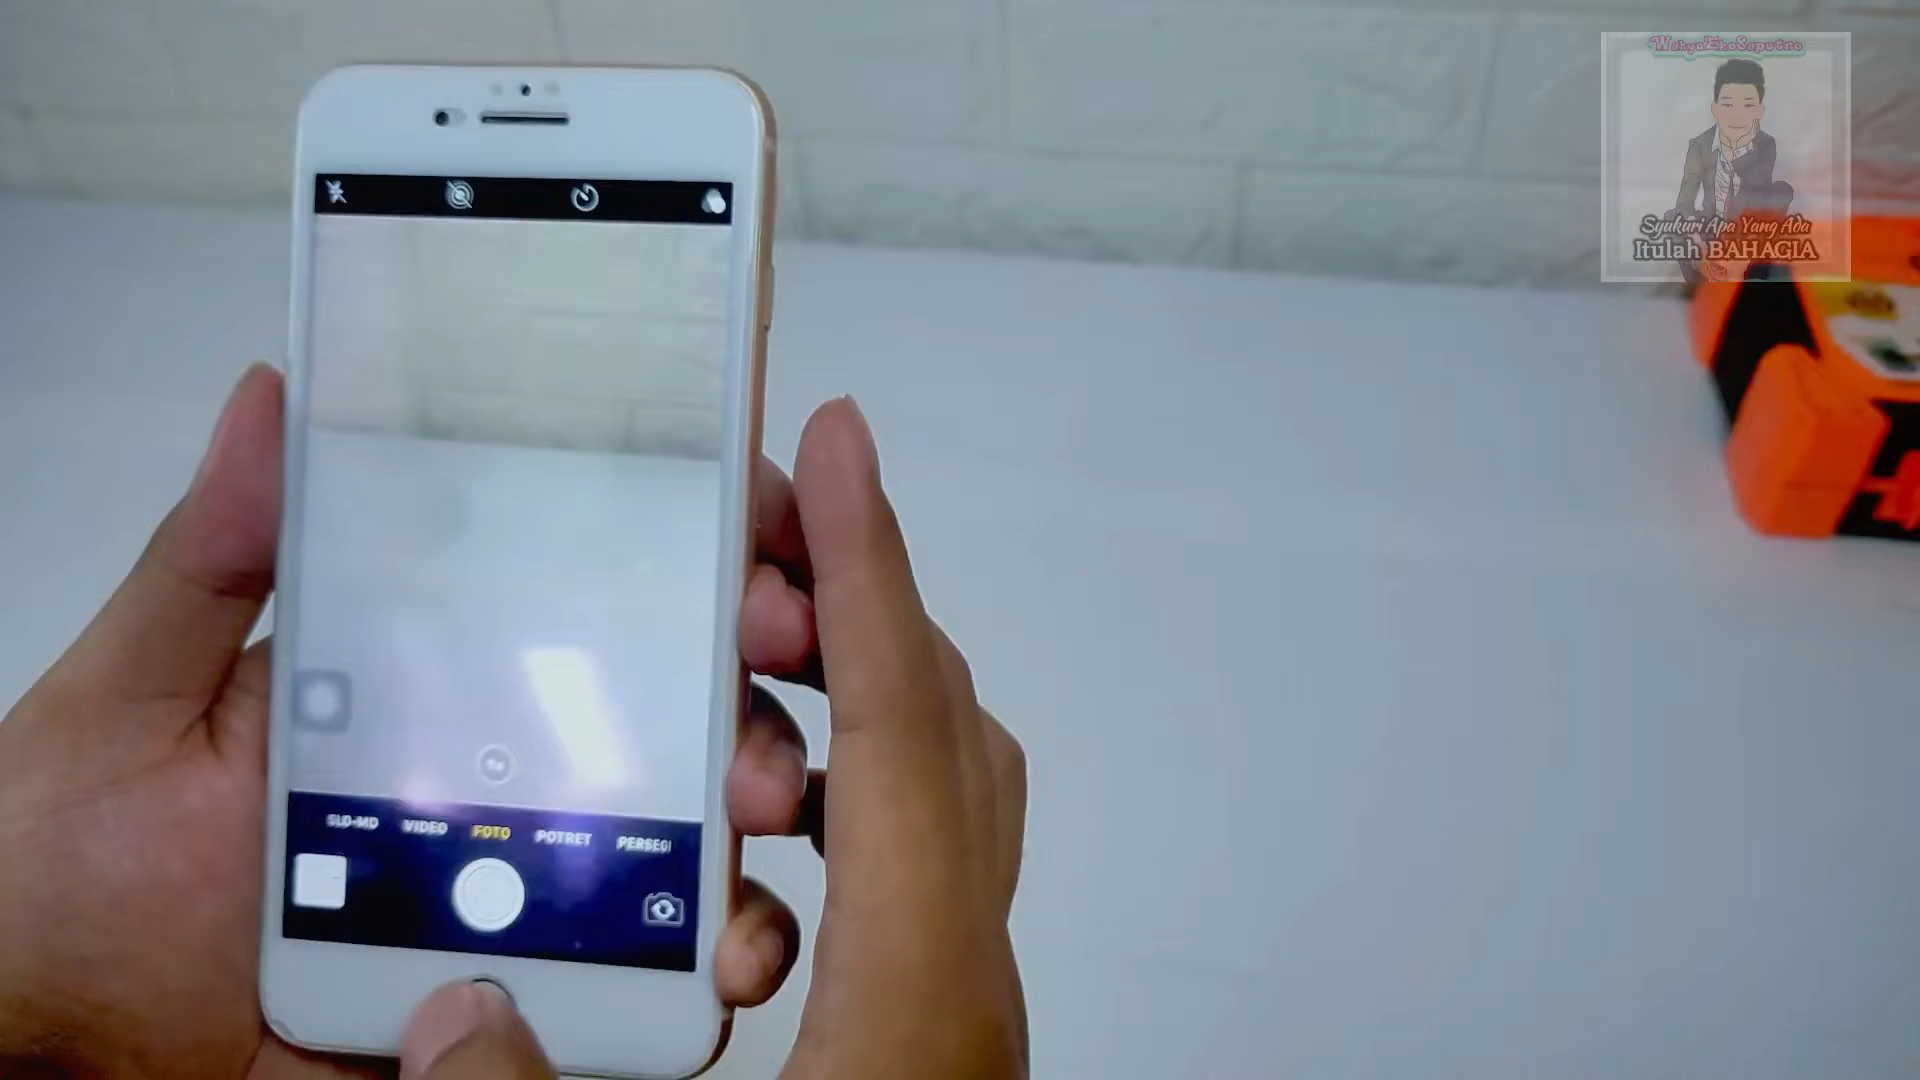 WahyuEkoSaputro
Syukuri Apa Yang Ada
Itulah BAHAGIA
SLO-MO
VIDEO
FOTO
POTRET
PERSEGI